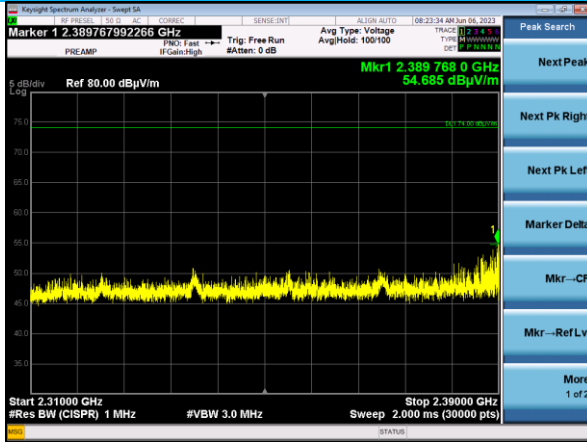 Keysight Spectrum Analyzer - Swept SA
RF PRESEL 50 Ω AC CORREC SENSE:INT ALIGN AUTO 08:23:34 AM Jun 06, 2023
Marker 1 2.389767992266 GHz
PREAMP
PNO: Fast
IFGain:High
Trig: Free Run
#Atten: 0 dB
Avg Type: Voltage
Avg|Hold: 100/100
TRACE 1 2 3 4 5 6
TYPE M WWWWW
DET P P N N N N
Peak Search
Mkr1 2.389 768 0 GHz
54.685 dBµV/m
5 dB/div Ref 80.00 dBµV/m
Log
DL1 74.00 dBµV/m
75.0
70.0
65.0
60.0
1
55.0
50.0
45.0
40.0
35.0
Start 2.31000 GHz Stop 2.39000 GHz
#Res BW (CISPR) 1 MHz #VBW 3.0 MHz Sweep 2.000 ms (30000 pts)
MSG STATUS
Next Peak
Next Pk Right
Next Pk Left
Marker Delta
Mkr→CF
Mkr→Ref Lvl
More
1 of 2